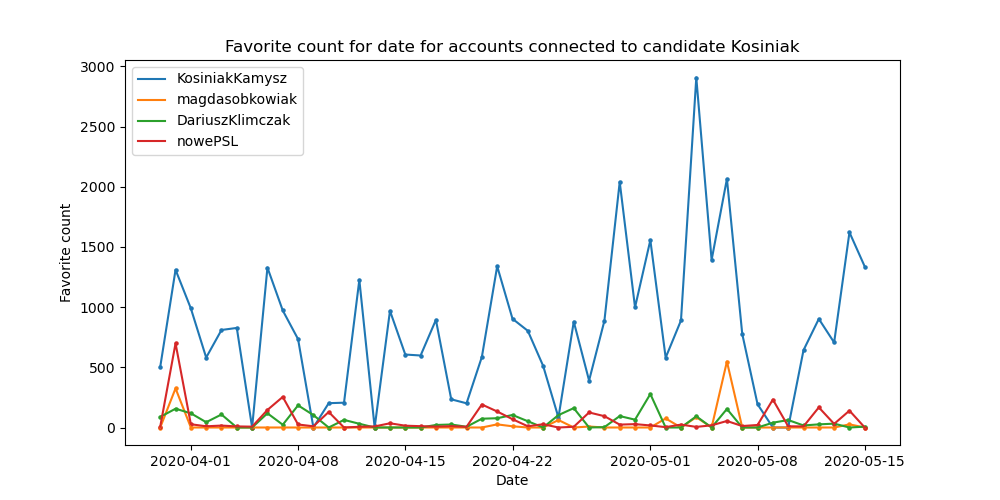 Favorite count for date for accounts connected to candidate Kosiniak
KosiniakKamysz
magdasobkowiak
DariuszKlimczak
nowePSL
3000
2500
2000
1500
1000
500
0
Favorite count
2020-04-01 2020-04-08 2020-04-15 2020-04-22 2020-05-01 2020-05-08 2020-05-15
Date